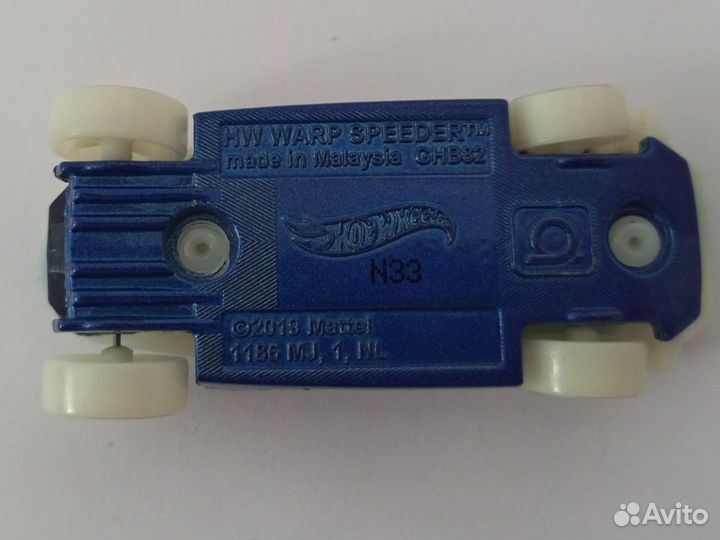 HW WARP SPEEDER™
made in Malaysia GHB82
Hot Wheels
N33
©2019 Mattel
1186 MJ, 1, NL
Avito